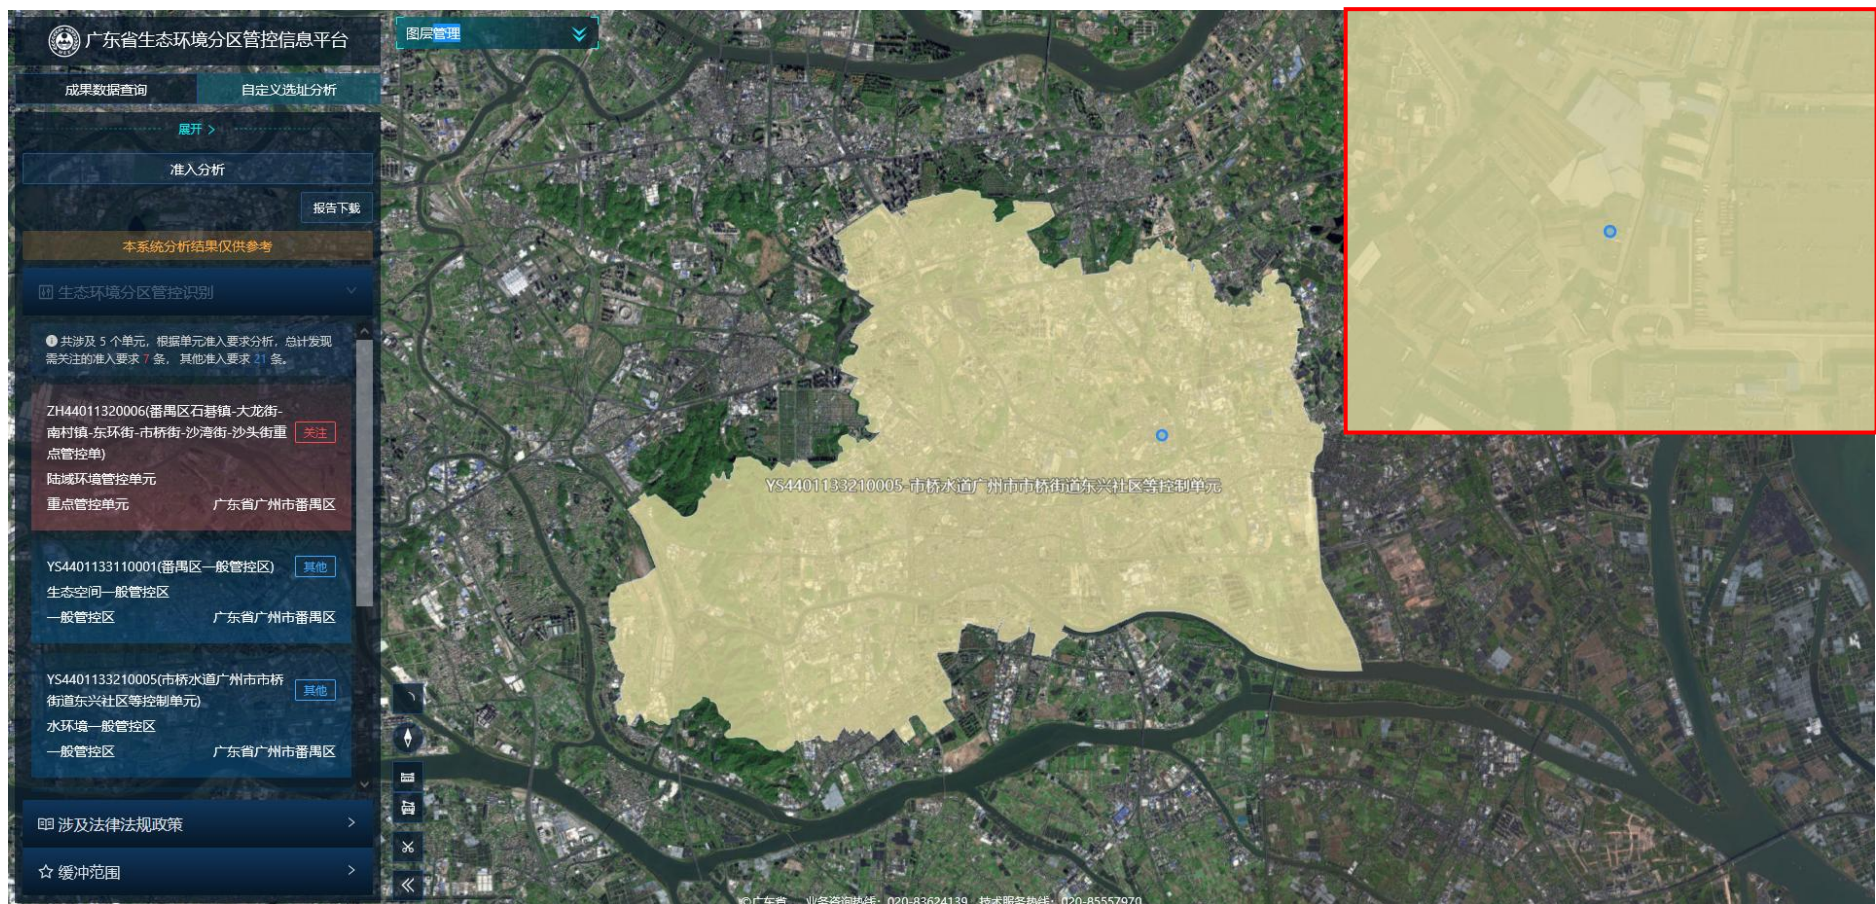 广东省生态环境分区管控信息平台
图层管理
成果数据查询
自定义选址分析
展开 >
准入分析
报告下载
本系统分析结果仅供参考
生态环境分区管控识别
共涉及 5 个单元，根据单元准入要求分析，总计发现
需关注的准入要求 7 条， 其他准入要求 21 条。
ZH44011320006(番禺区石碁镇-大龙街-
南村镇-东环街-市桥街-沙湾街-沙头街重
点管控单)
关注
陆域环境管控单元
重点管控单元
广东省广州市番禺区
YS4401133110001(番禺区一般管控区)
其他
生态空间一般管控区
一般管控区
广东省广州市番禺区
YS4401133210005(市桥水道广州市市桥
街道东兴社区等控制单元)
其他
水环境一般管控区
一般管控区
广东省广州市番禺区
涉及法律法规政策
缓冲范围
YS4401133210005-市桥水道广州市市桥街道东兴社区等控制单元
©广东省 业务咨询热线：020-83624139 技术服务热线：020-85557970